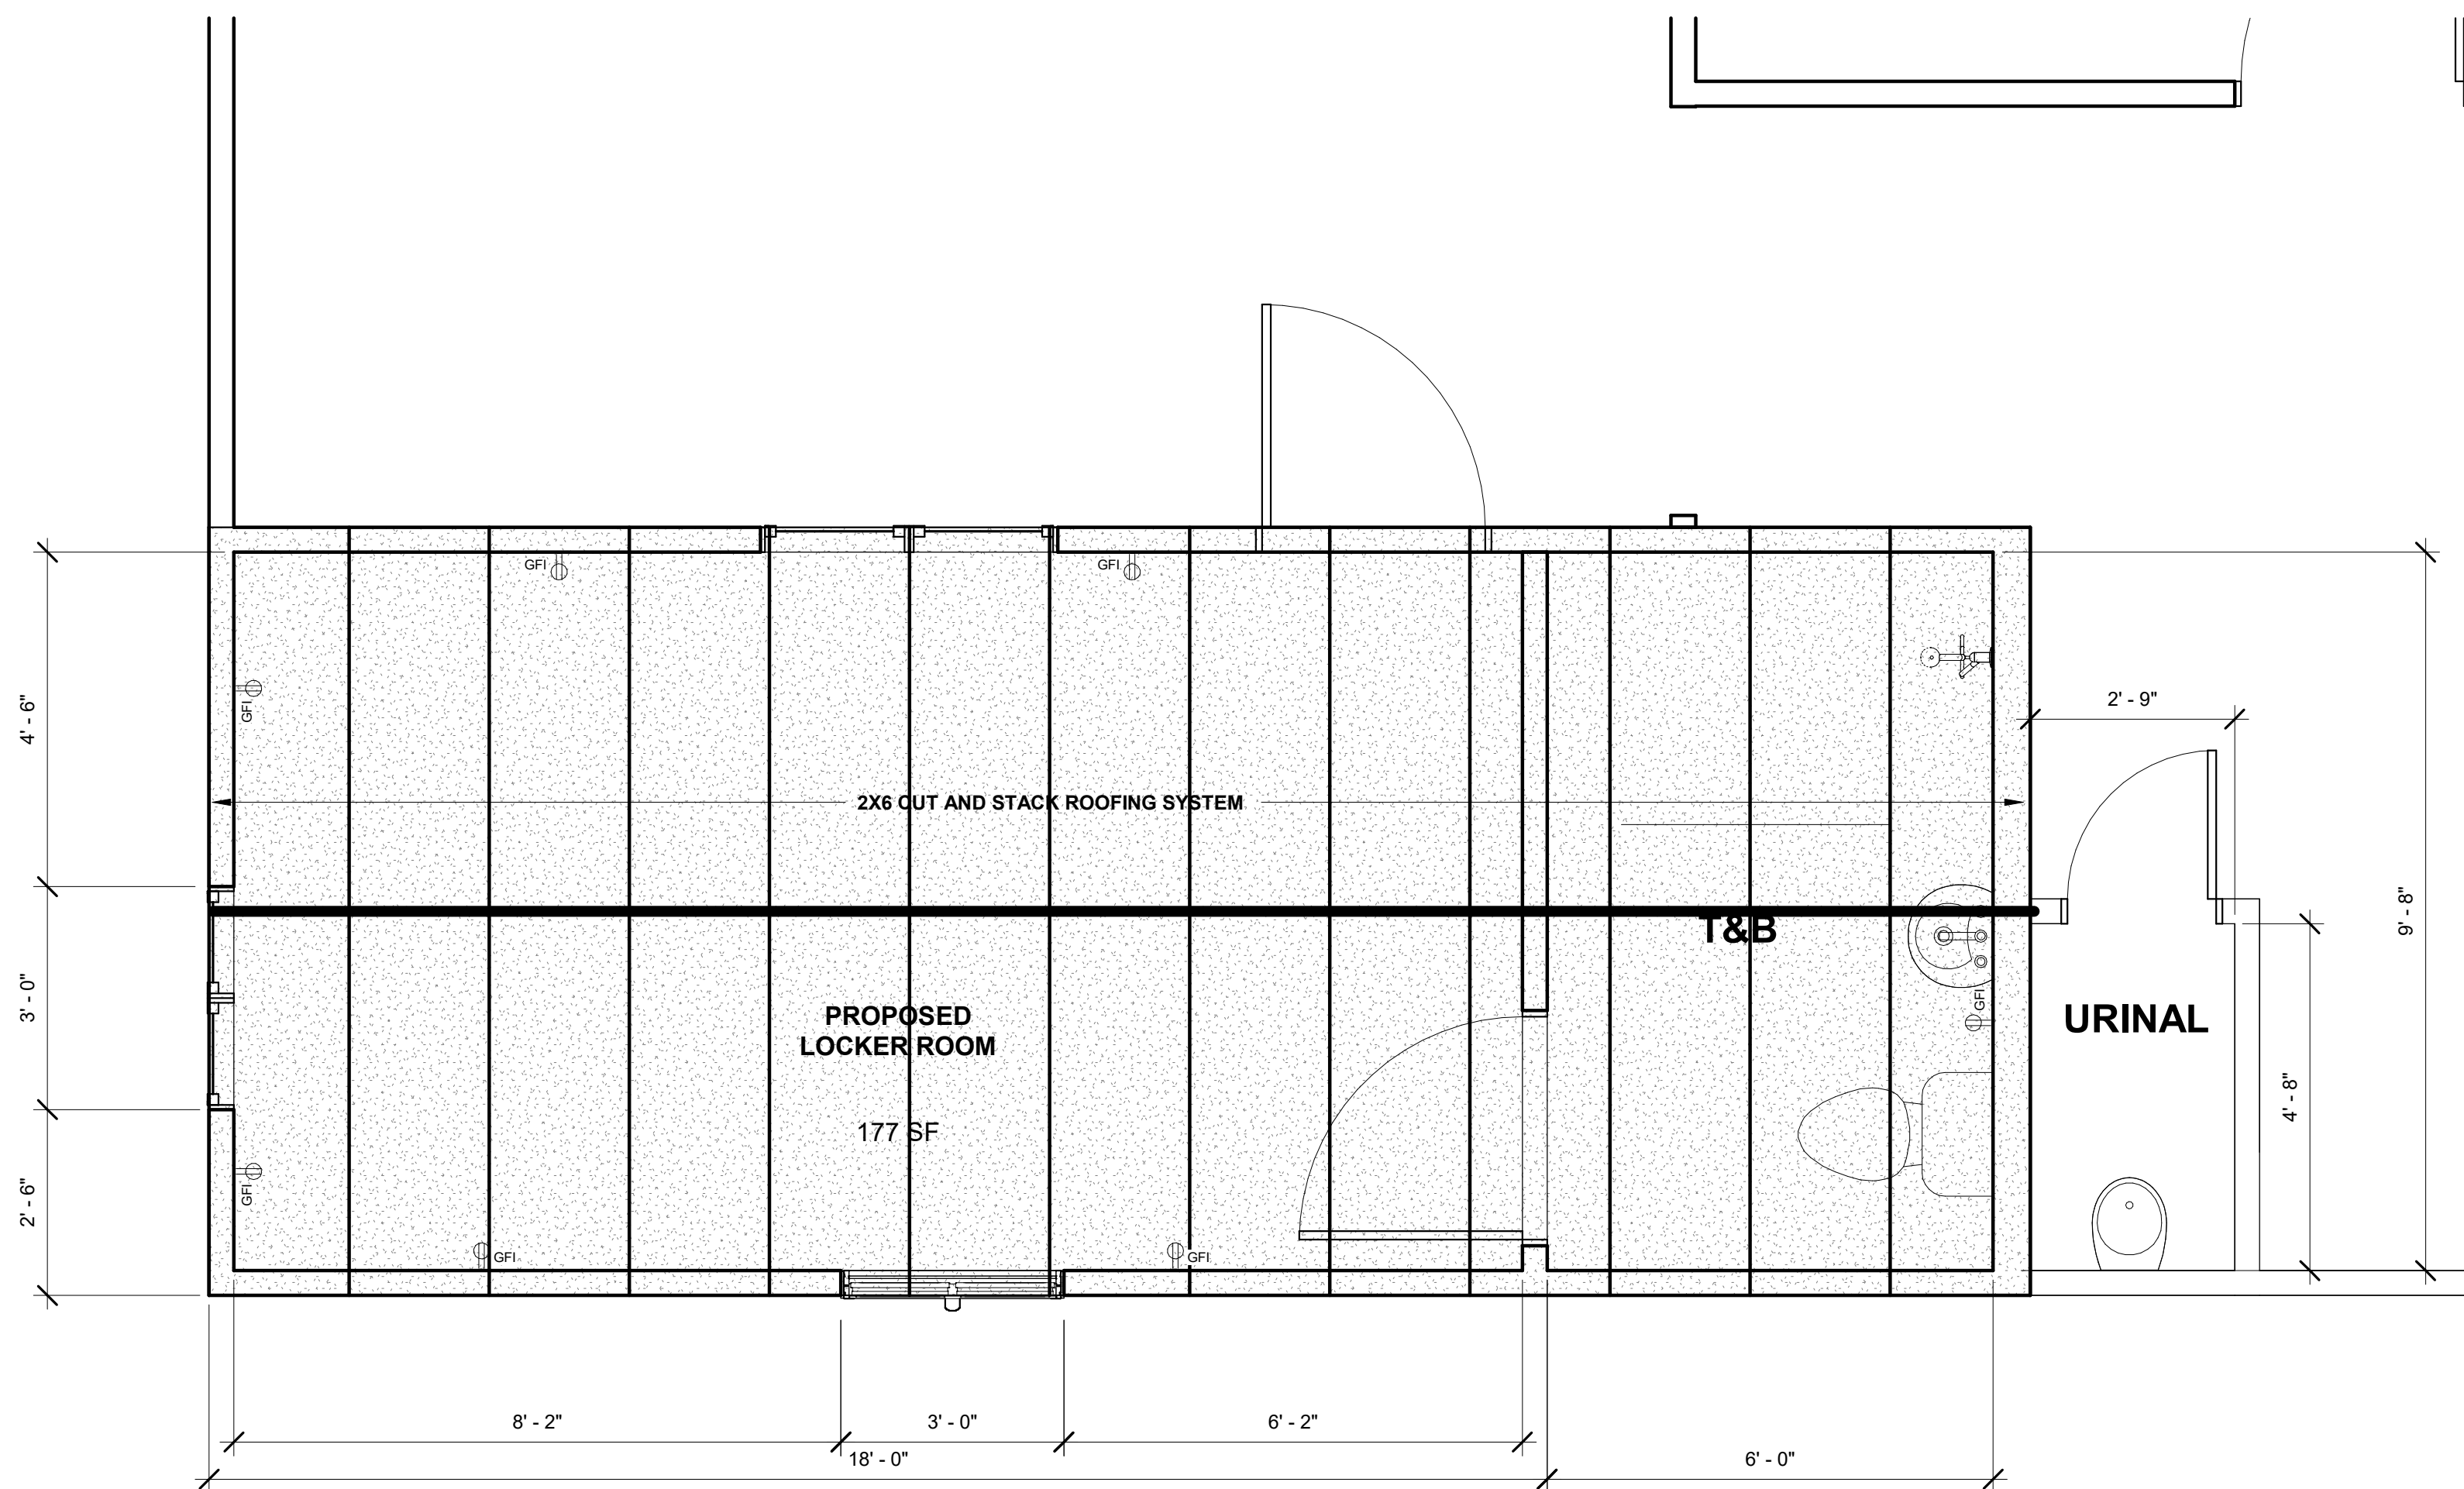 GFI
GFI
4' - 6"
GFI
2' - 9"
2X6 CUT AND STACK ROOFING SYSTEM
9' - 8"
T&B
3' - 0"
GFI
PROPOSED
LOCKER ROOM
URINAL
4' - 8"
177 SF
2' - 6"
GFI
GFI
GFI
8' - 2"
3' - 0"
6' - 2"
18' - 0"
6' - 0"